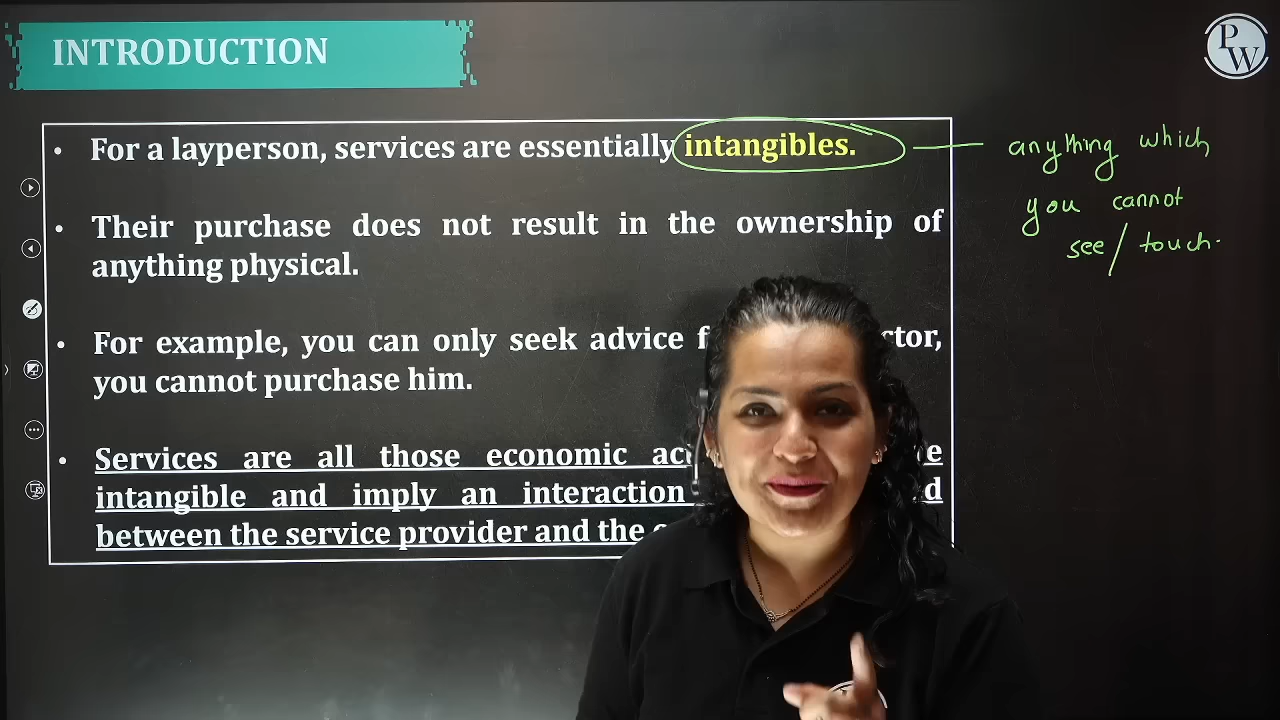 INTRODUCTION
PW
• For a layperson, services are essentially intangibles.
anything which
you cannot
see/touch.
• Their purchase does not result in the ownership of
anything physical.
• For example, you can only seek advice ctor,
you cannot purchase him.
• Services are all those economic e
intangible and imply an interaction d
between the service provider and the